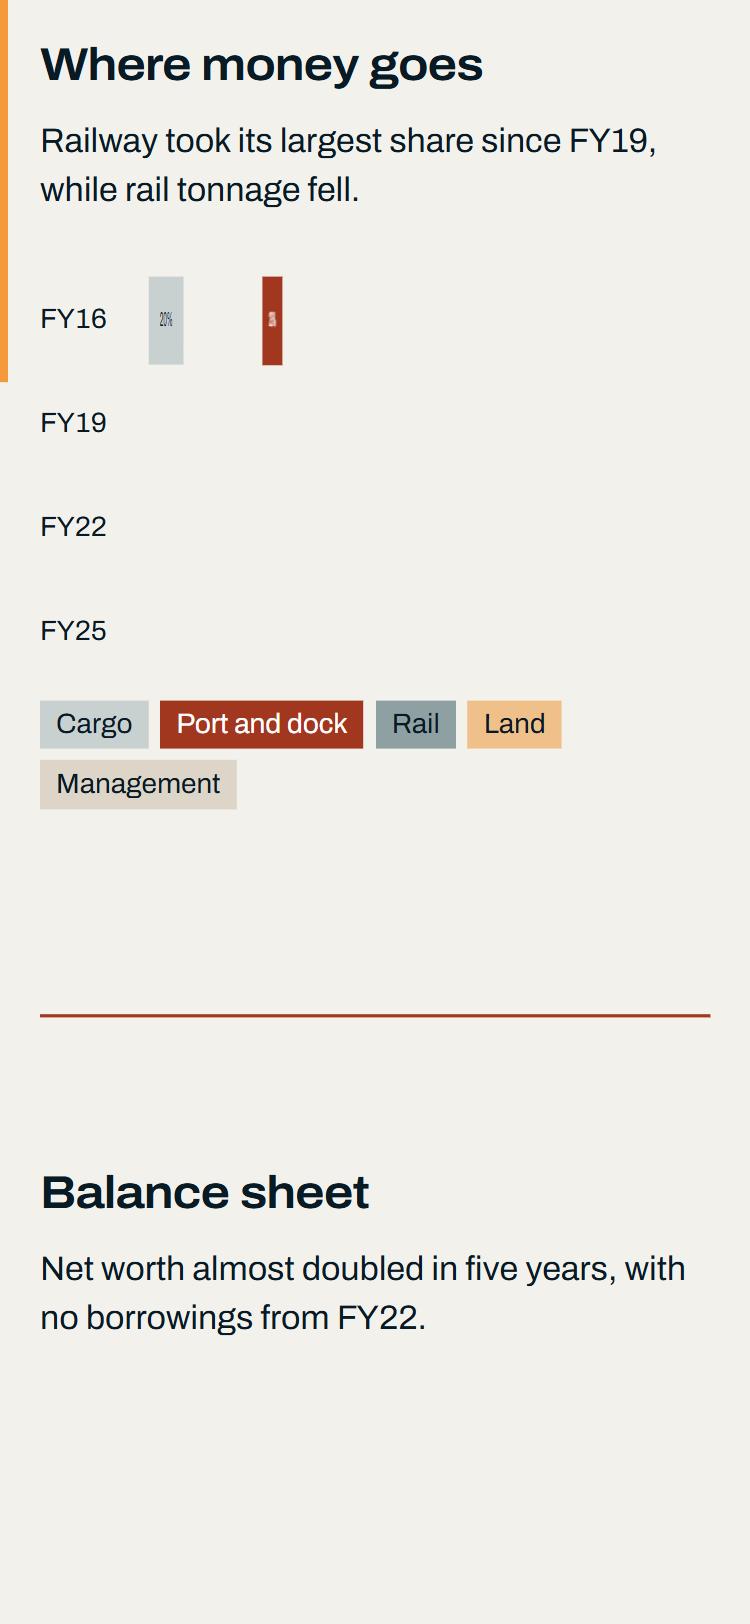 Where money goes
Railway took its largest share since FY19,
while rail tonnage fell.
FY16 20%
FY19
FY22
FY25
Cargo Port and dock Rail Land
Management
Balance sheet
Net worth almost doubled in five years, with
no borrowings from FY22.